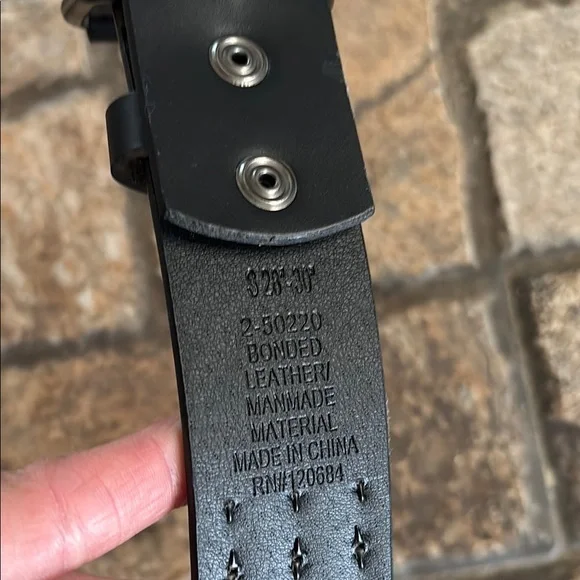 S 28"-30"
2-50220
BONDED
LEATHER/
MANMADE
MATERIAL
MADE IN CHINA
RN#120684